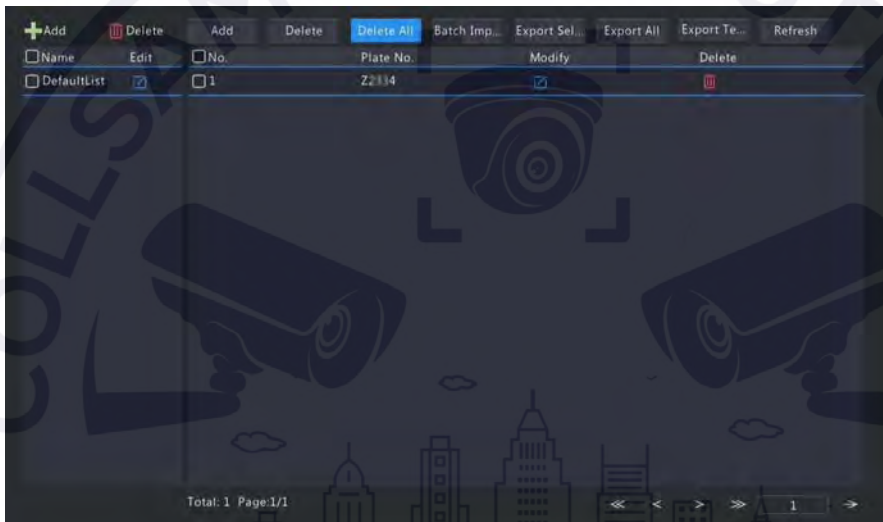 Add Delete Add Delete Delete All Batch Imp... Export Sel... Export All Export Te... Refresh
Name Edit No. Plate No. Modify Delete
DefaultList 1
Total: 1 Page:1/1
1